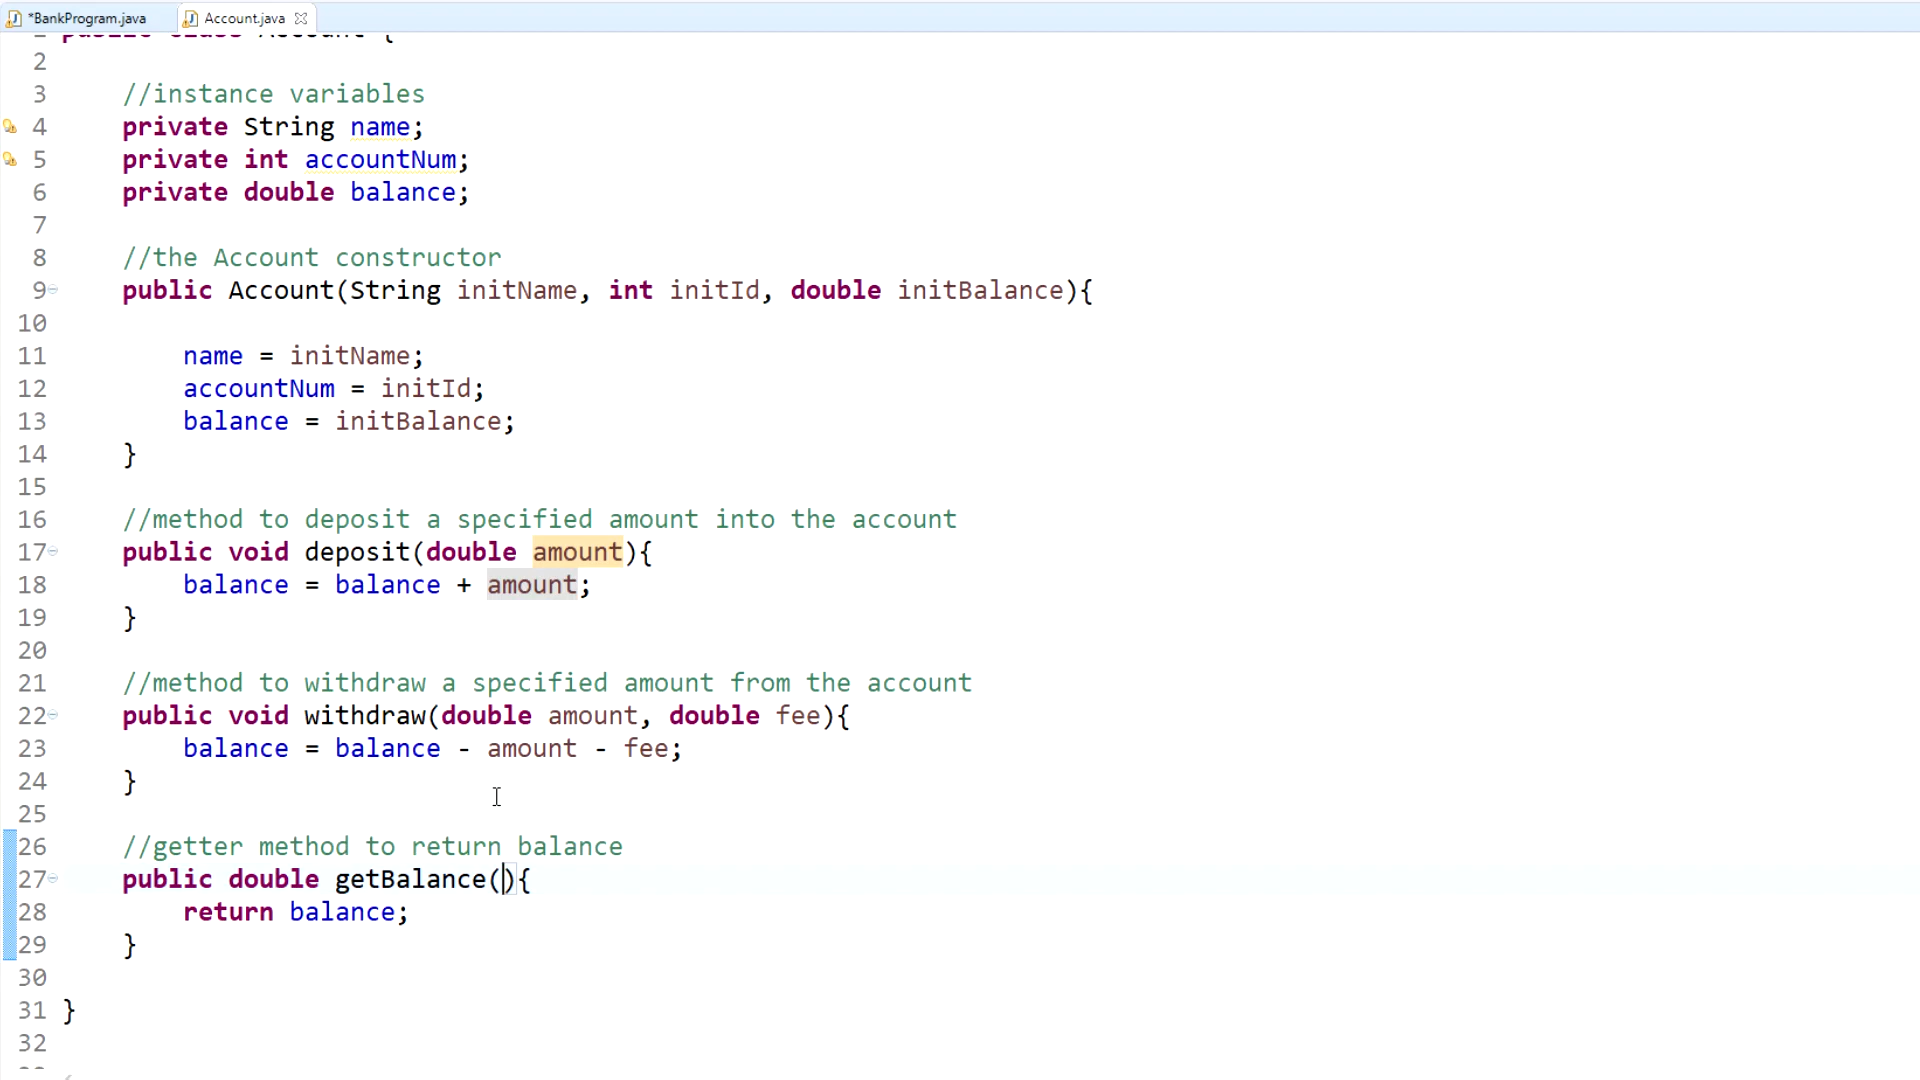 *BankProgram.java Account.java
1 public class Account {
2
3 //instance variables
4 private String name;
5 private int accountNum;
6 private double balance;
7
8 //the Account constructor
9 public Account(String initName, int initId, double initBalance){
10
11 name = initName;
12 accountNum = initId;
13 balance = initBalance;
14 }
15
16 //method to deposit a specified amount into the account
17 public void deposit(double amount){
18 balance = balance + amount;
19 }
20
21 //method to withdraw a specified amount from the account
22 public void withdraw(double amount, double fee){
23 balance = balance - amount - fee;
24 }
25
26 //getter method to return balance
27 public double getBalance(){
28 return balance;
29 }
30
31 }
32